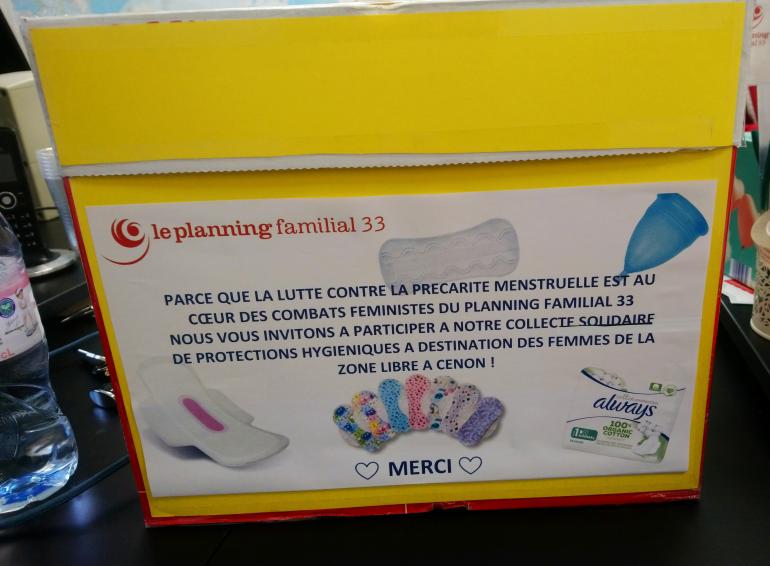 le planning familial 33
PARCE QUE LA LUTTE CONTRE LA PRECARITE MENSTRUELLE EST AU
CŒUR DES COMBATS FEMINISTES DU PLANNING FAMILIAL 33
NOUS VOUS INVITONS A PARTICIPER A NOTRE COLLECTE SOLIDAIRE
DE PROTECTIONS HYGIENIQUES A DESTINATION DES FEMMES DE LA
ZONE LIBRE A CENON !
always
100%
ORGANIC
COTTON
1
♡ MERCI ♡